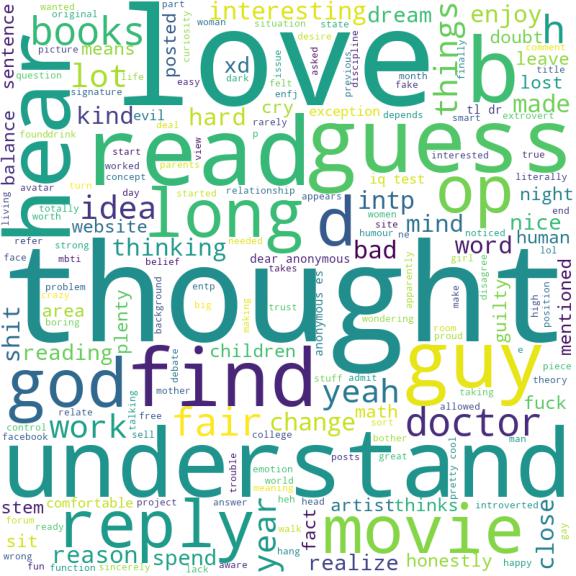 wanted
original
part
woman
situation
state
curiosity
desire
picture
question
life
signature
books
means
lot
posted
love
interesting
dream
enjoy
doubt
h
leave
sentence
xd
dark
easy
issue
felt
enfj
asked
previous
discipline
finally
month
fake
things
b
lost
made
comment
title
smart
extrovert
tl dr
hear
kind
evil
hard
cry
exception
rarely
depends
balance
founddrink
deal
view
p
parents
iq test
read
guess
interested
true
literally
start
worked
concept
avatar
turn
day
started
relationship
appears
op
night
end
living
totally
worth
idea
website
long
d
intp
women
site
humour
ne
mind
noticed
nice
human
lol
refer
face
strong
mbti
thinking
belief
needed
dear anonymous
takes
bad
girl
word
thought
problem
crazy
boring
area
plenty
background
entp
big
making
trust
anonymous es
wondering
apparently
room
proud
make
disagree
guilty
high
position
mentioned
shit
reading
children
e
piece
theory
god
find
debate
mother
stuff
admit
yeah
guy
taking
fuck
relate
control
facebook
work
talking
free
sell
fair
college
change
math
sort
bother
allowed
doctor
man
understand
trouble
emotion
world
meaning
posts
great
pretty cool
stem
comfortable
project
answer
heh
head
artist
thinks
introverted
forum
ready
sit
reply
aware
year
walk
hang
fact
movie
close
gay
wrong
fun
function
reason
sincerely
spend
lack
realize
honestly
happy